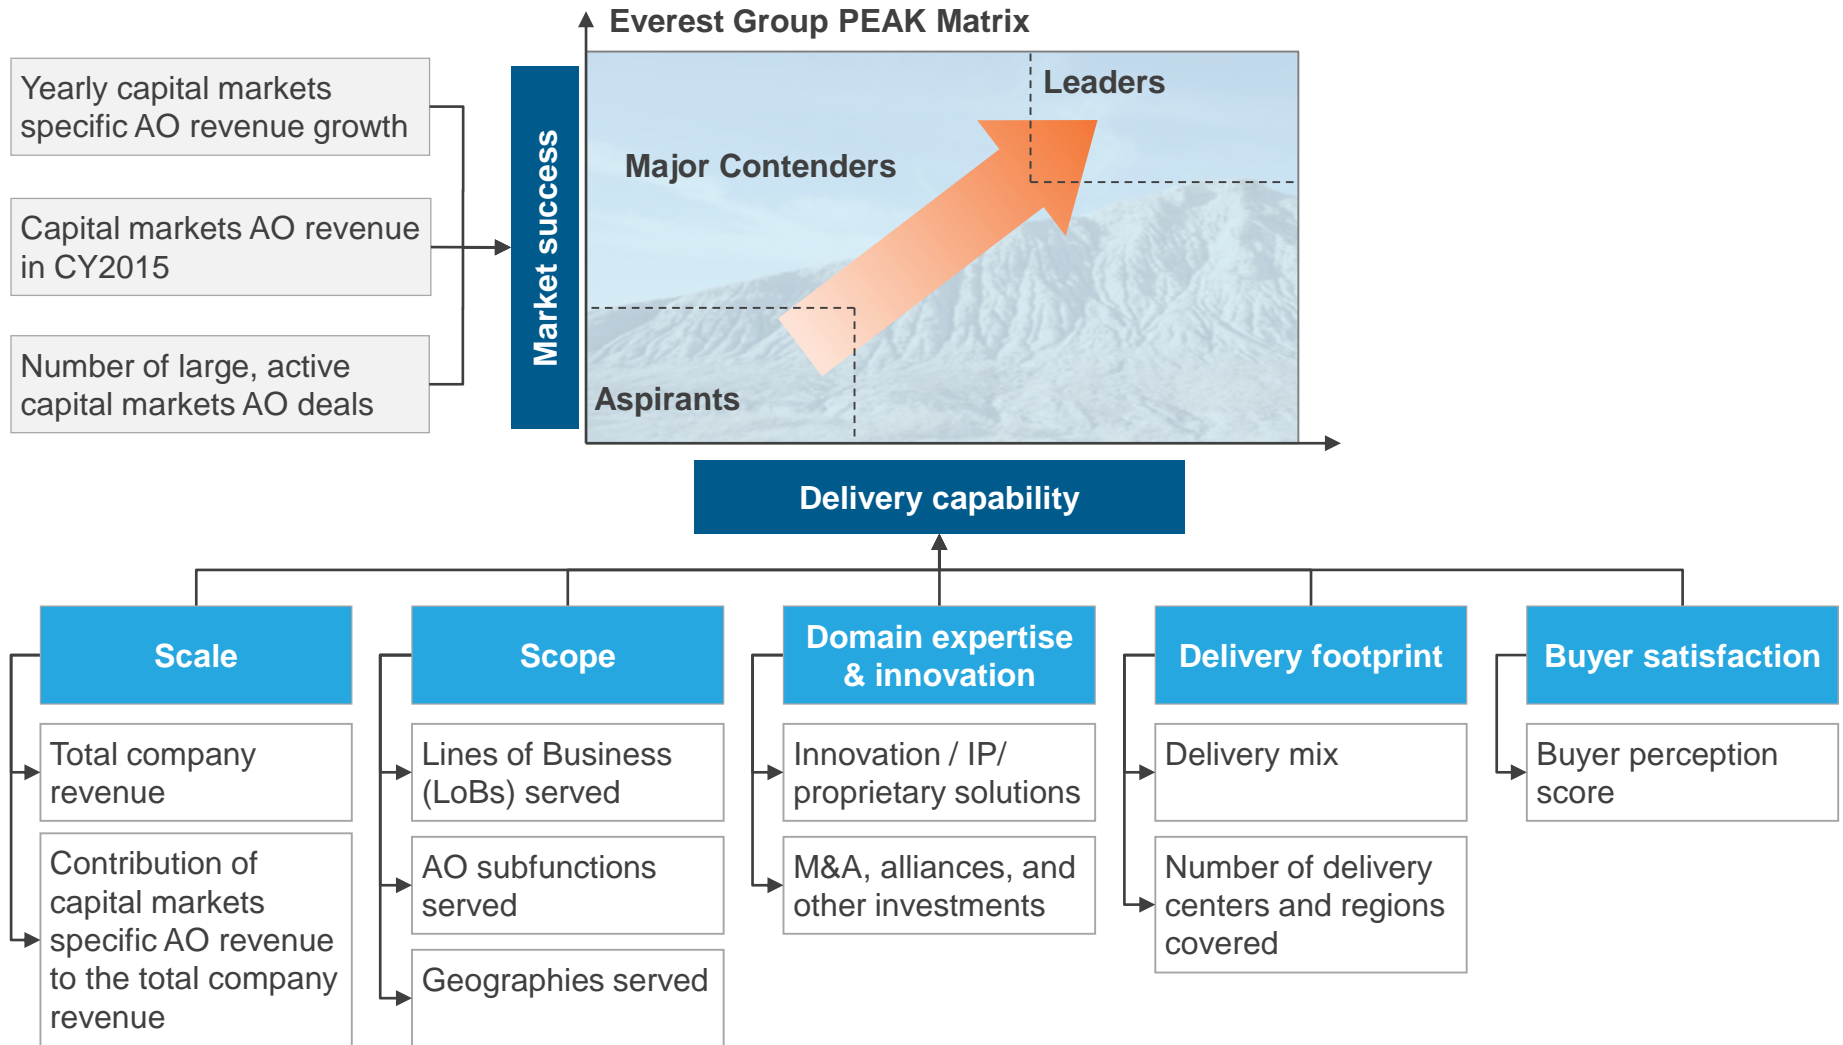 Everest Group PEAK Matrix
Yearly capital markets
specific AO revenue growth
Capital markets AO revenue
in CY2015
Number of large, active
capital markets AO deals
Market success
Leaders
Major Contenders
Aspirants
Delivery capability
Scale
Total company
revenue
Contribution of
capital markets
specific AO revenue
to the total company
revenue
Scope
Lines of Business
(LoBs) served
AO subfunctions
served
Geographies served
Domain expertise
& innovation
Innovation / IP/
proprietary solutions
M&A, alliances, and
other investments
Delivery footprint
Delivery mix
Number of delivery
centers and regions
covered
Buyer satisfaction
Buyer perception
score